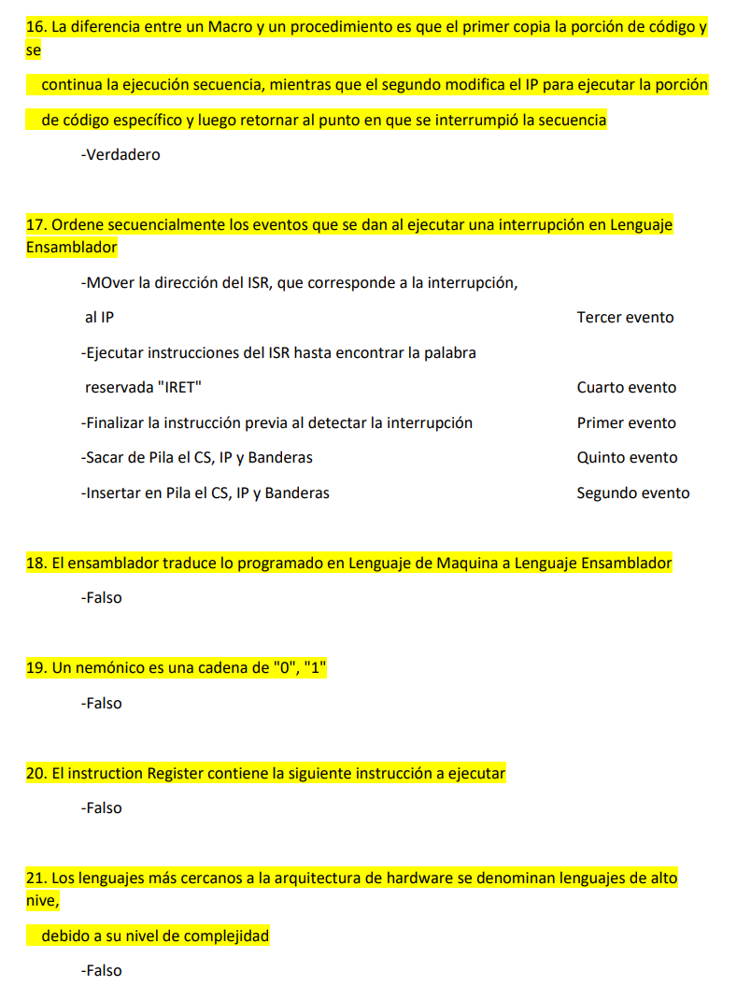 16. La diferencia entre un Macro y un procedimiento es que el primer copia la porción de código y
se
continua la ejecución secuencia, mientras que el segundo modifica el IP para ejecutar la porción
de código específico y luego retornar al punto en que se interrumpió la secuencia
-Verdadero
17. Ordene secuencialmente los eventos que se dan al ejecutar una interrupción en Lenguaje
Ensamblador
-MOver la dirección del ISR, que corresponde a la interrupción,
al IP Tercer evento
-Ejecutar instrucciones del ISR hasta encontrar la palabra
reservada "IRET" Cuarto evento
-Finalizar la instrucción previa al detectar la interrupción Primer evento
-Sacar de Pila el CS, IP y Banderas Quinto evento
-Insertar en Pila el CS, IP y Banderas Segundo evento
18. El ensamblador traduce lo programado en Lenguaje de Maquina a Lenguaje Ensamblador
-Falso
19. Un nemónico es una cadena de "0", "1"
-Falso
20. El instruction Register contiene la siguiente instrucción a ejecutar
-Falso
21. Los lenguajes más cercanos a la arquitectura de hardware se denominan lenguajes de alto
nive,
debido a su nivel de complejidad
-Falso